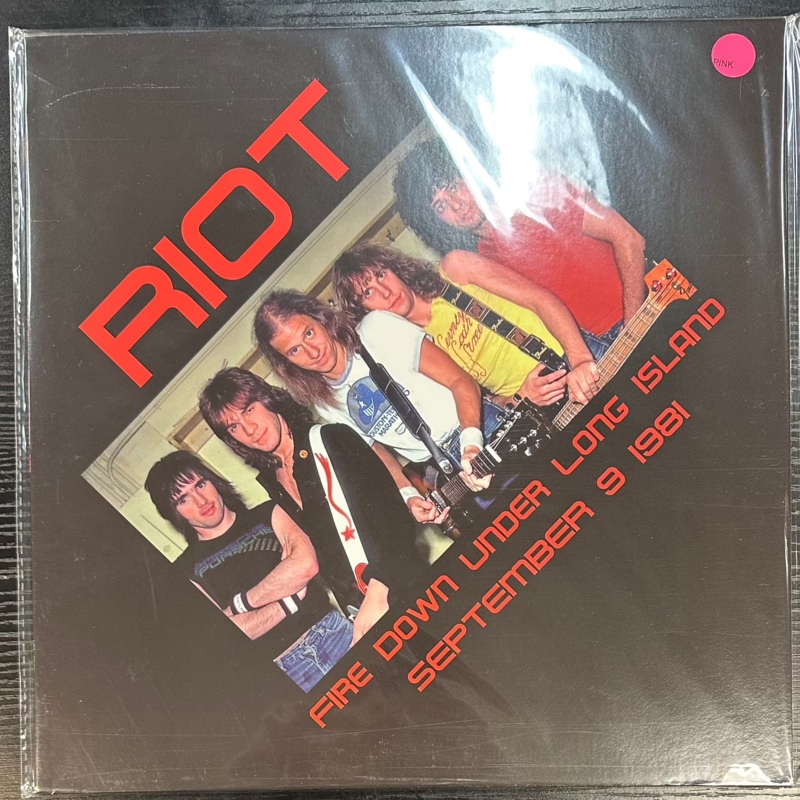 RIOT
PINK
FIRE DOWN UNDER LONG ISLAND
SEPTEMBER 9 1981